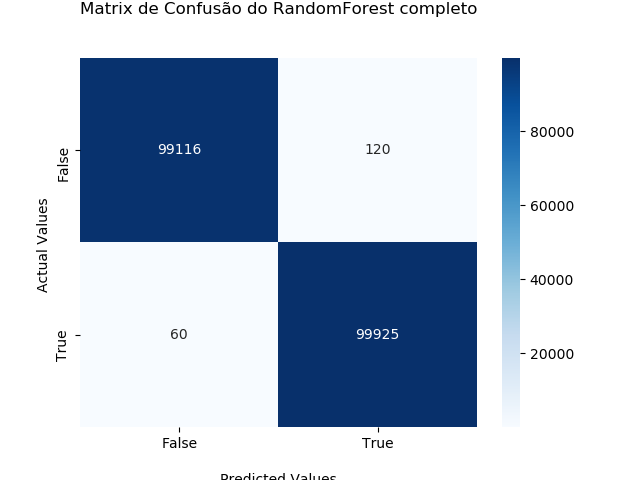 Matrix de Confusão do RandomForest completo
99116
120
60
99925
False
True
Actual Values
False
True
Predicted Values
80000
60000
40000
20000